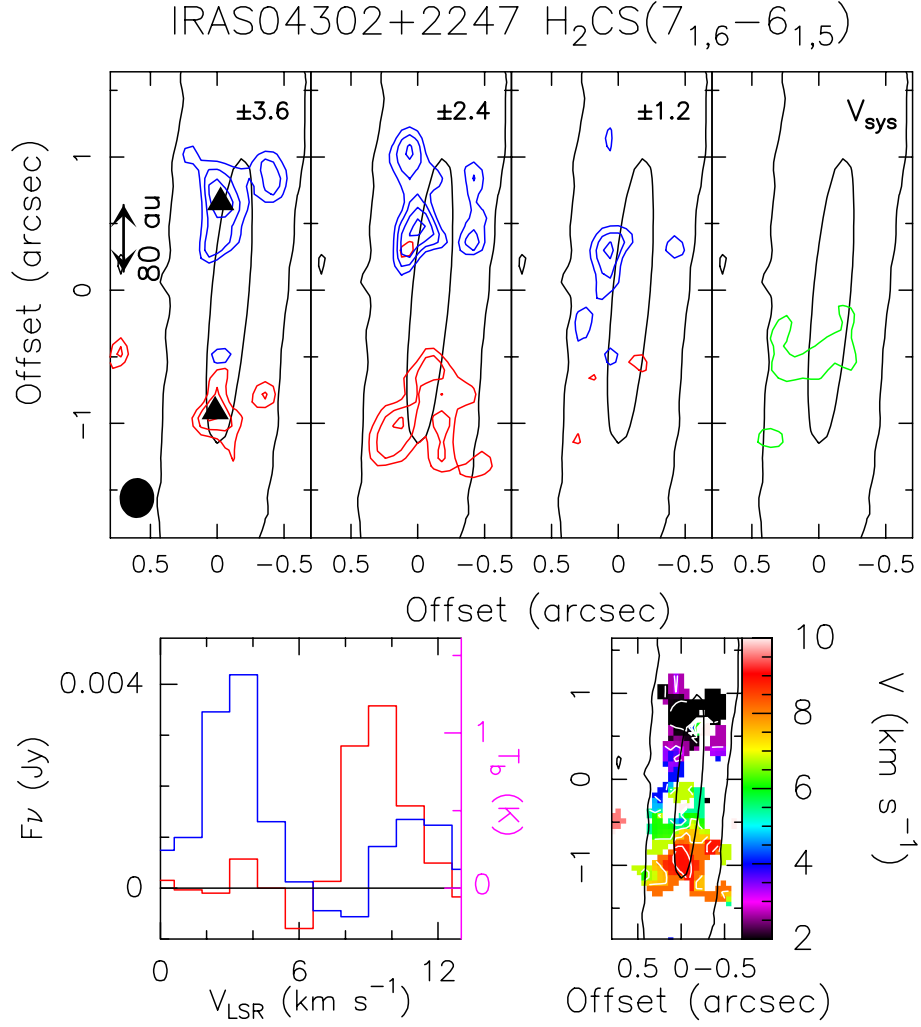 IRAS04302+2247 H₂CS(7₁,₆−6₁,₅)
±3.6
±2.4
±1.2
V_sys
Offset (arcsec)
1
0
−1
80 au
0.5 0 −0.5
0.5 0 −0.5
0.5 0 −0.5
0.5 0 −0.5
Offset (arcsec)
Fν (Jy)
0.004
0
1
0
T_b (K)
0 6 12
V_LSR (km s⁻¹)
1
0
−1
0.5 0 −0.5
Offset (arcsec)
10
8
6
4
2
V (km s⁻¹)